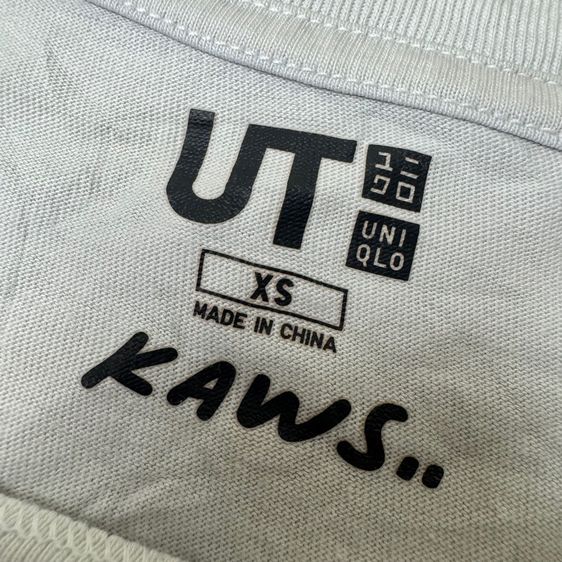 UT
ユニ
クロ
UNI
QLO
XS
MADE IN CHINA
KAWS..